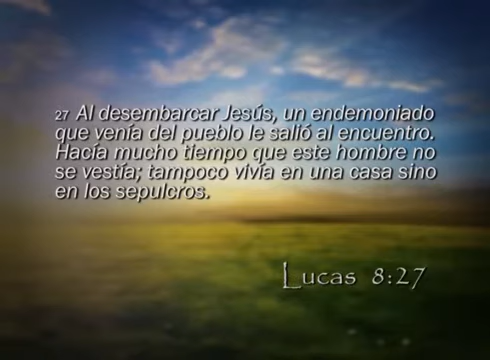 27 Al desembarcar Jesús, un endemoniado
que venía del pueblo le salió al encuentro.
Hacía mucho tiempo que este hombre no
se vestía; tampoco vivía en una casa sino
en los sepulcros.
Lucas 8:27